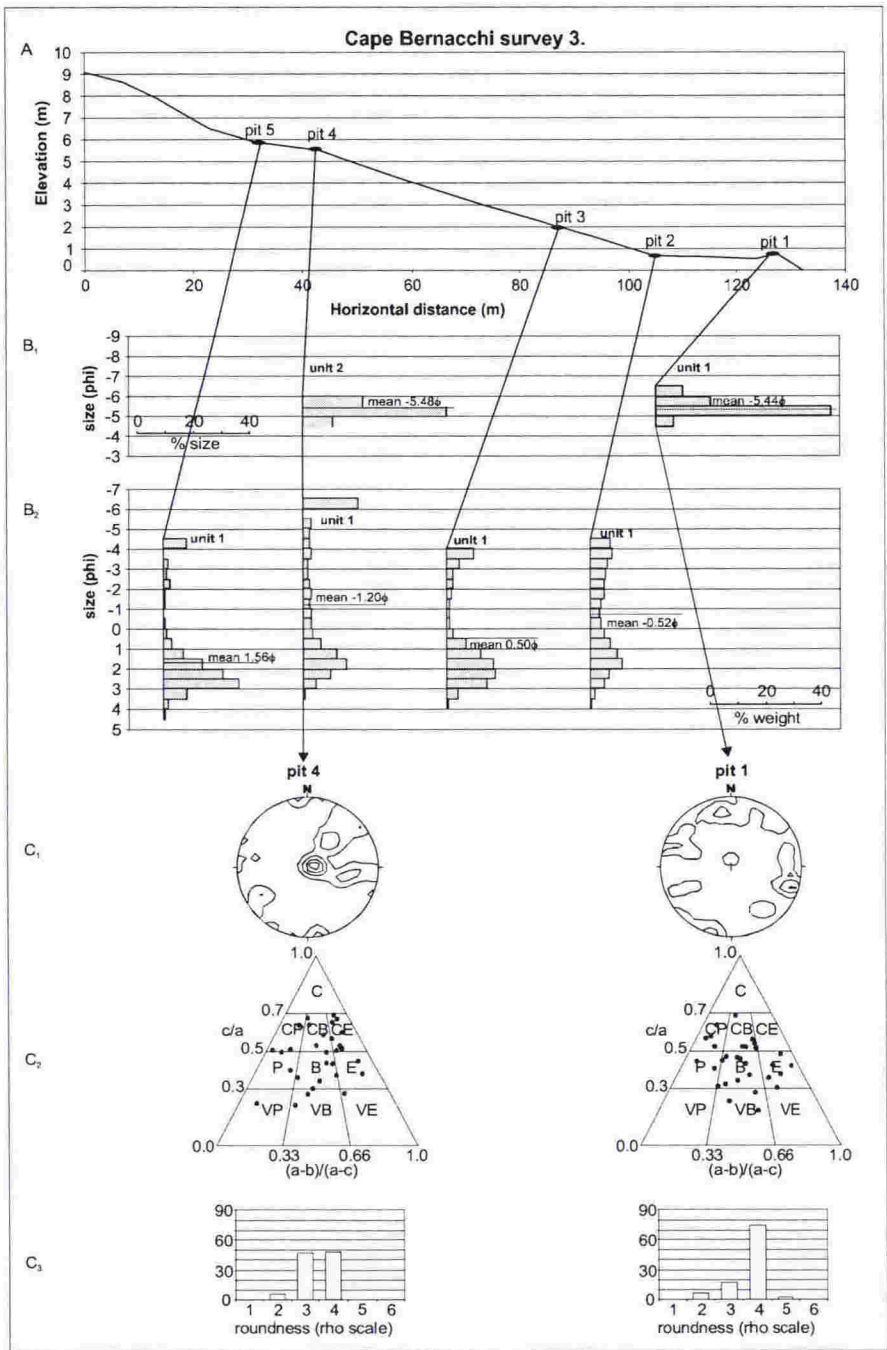 A
Cape Bernacchi survey 3.
10
9
8
7
6
5
4
3
2
1
0
Elevation (m)
pit 5
pit 4
pit 3
pit 2
pit 1
0 20 40 60 80 100 120 140
Horizontal distance (m)
B1
-9
-8
-7
-6
-5
-4
-3
size (phi)
unit 2
mean -5.48ϕ
unit 1
mean -5.44ϕ
0 20 40
% size
B2
-7
-6
-5
-4
-3
-2
-1
0
1
2
3
4
5
size (phi)
unit 1
mean 1.56ϕ
unit 1
mean -1.20ϕ
unit 1
mean 0.50ϕ
unit 1
mean -0.52ϕ
0 20 40
% weight
pit 4
N
pit 1
N
C1
C2
1.0
C
0.7
c/a
CP CB CE
0.5
P B E
0.3
VP VB VE
0.0
0.33 0.66 1.0
(a-b)/(a-c)
1.0
C
0.7
c/a
CP CB CE
0.5
P B E
0.3
VP VB VE
0.0
0.33 0.66 1.0
(a-b)/(a-c)
C3
90
60
30
0
1 2 3 4 5 6
roundness (rho scale)
90
60
30
0
1 2 3 4 5 6
roundness (rho scale)